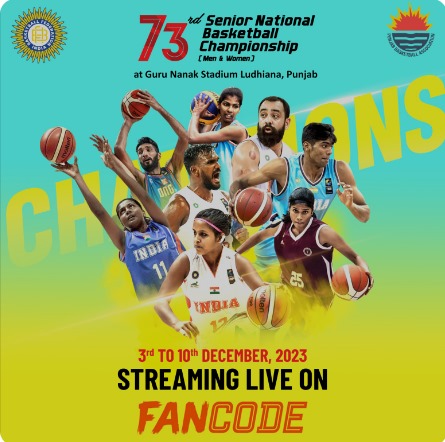 73rd Senior National
Basketball
Championship
(Men & Women)
at Guru Nanak Stadium Ludhiana, Punjab
CHAMPIONS
INDIA
11
INDIA
25
3rd TO 10th DECEMBER, 2023
STREAMING LIVE ON
FANCODE